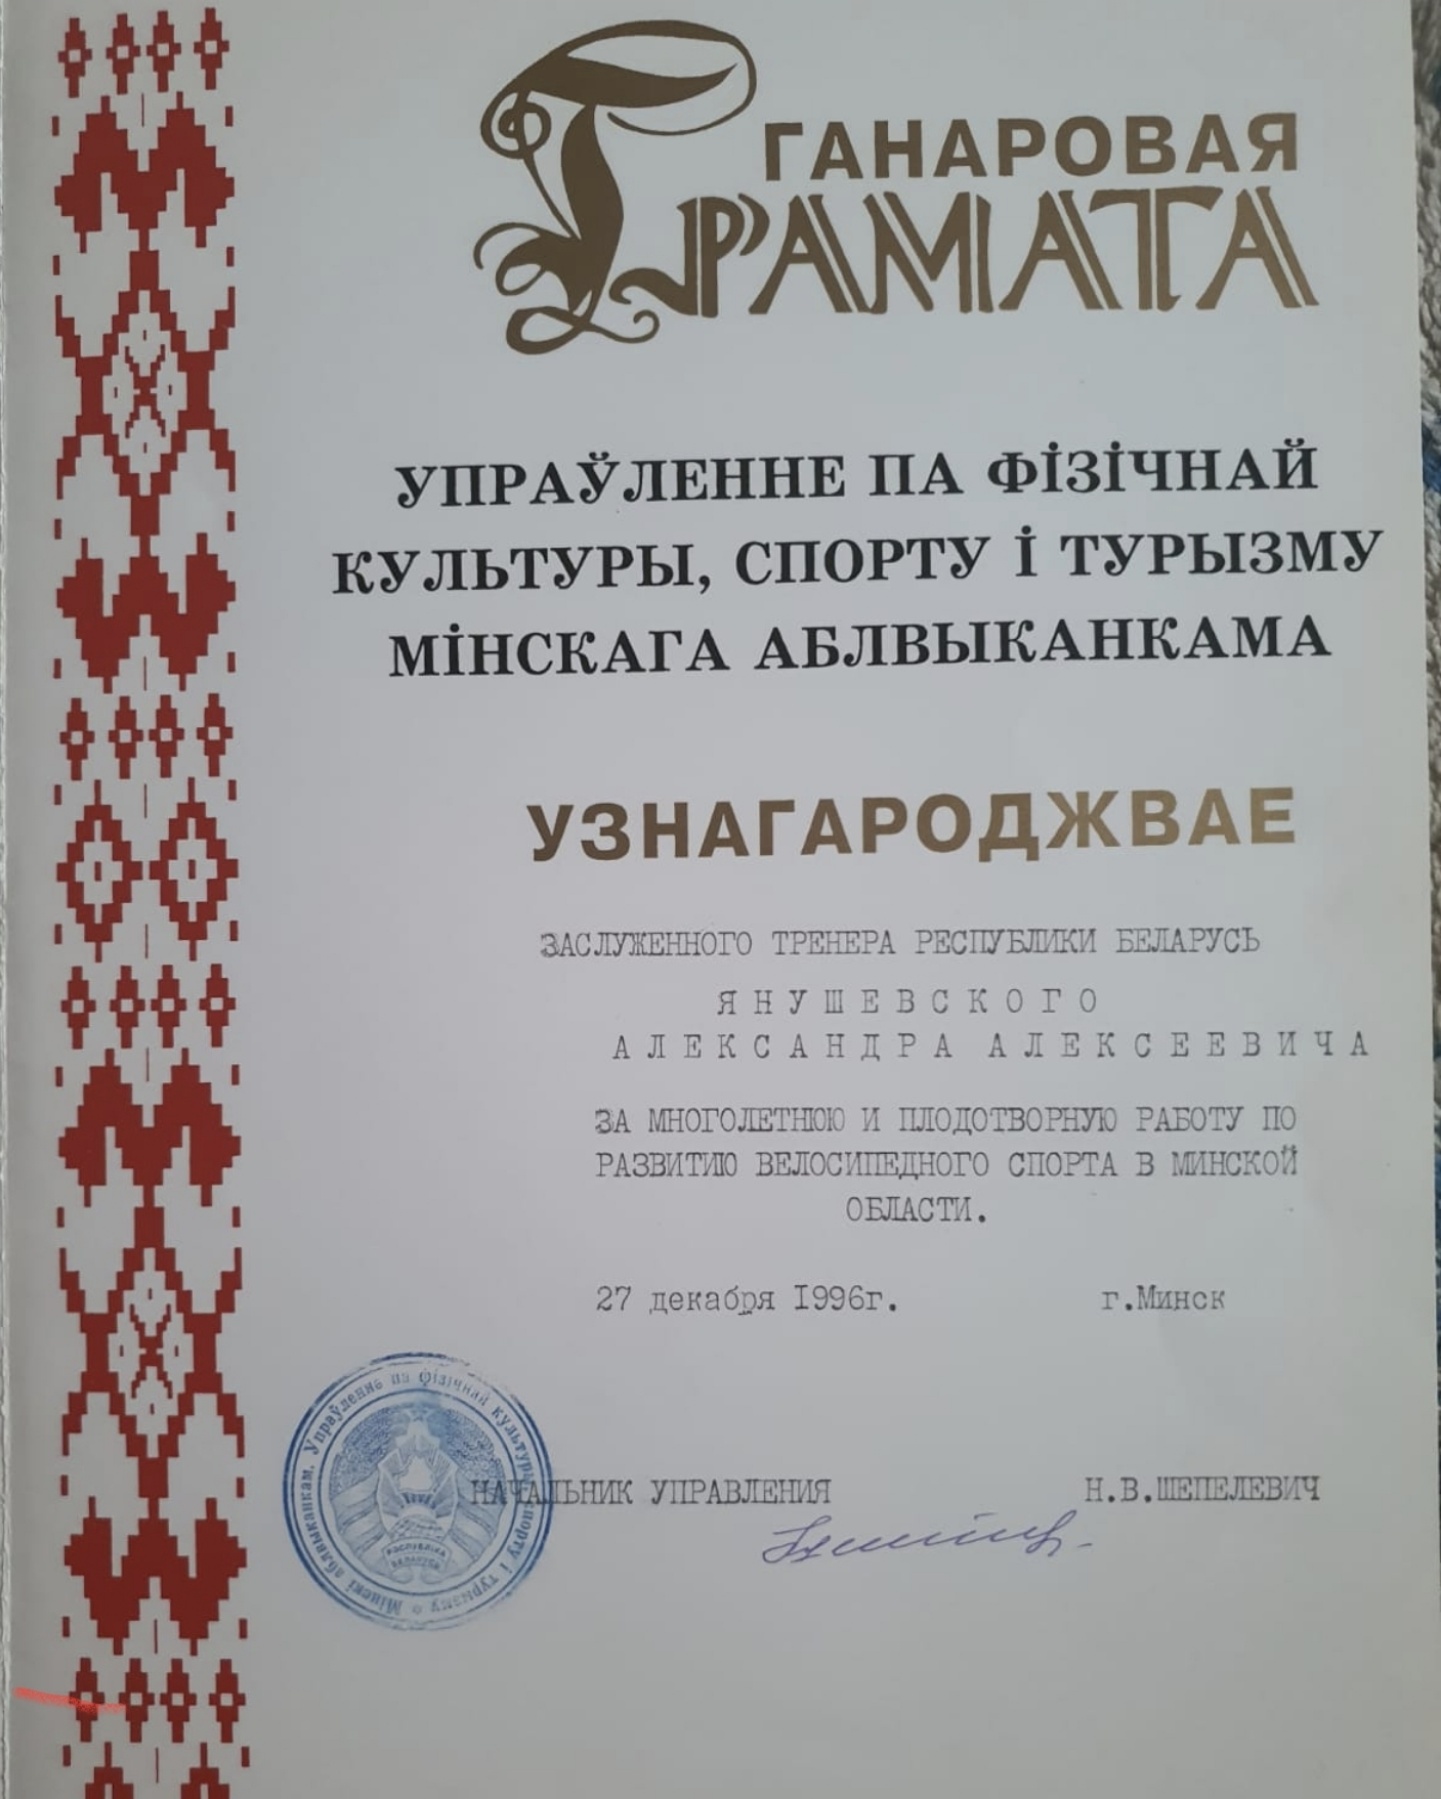 ГАНАРОВАЯ
ГРАМАТА
УПРАЎЛЕННЕ ПА ФІЗІЧНАЙ
КУЛЬТУРЫ, СПОРТУ І ТУРЫЗМУ
МІНСКАГА АБЛВЫКАНКАМА
УЗНАГАРОДЖВАЕ
ЗАСЛУЖЕННОГО ТРЕНЕРА РЕСПУБЛИКИ БЕЛАРУСЬ
ЯНУШЕВСКОГО
АЛЕКСАНДРА АЛЕКСЕЕВИЧА
ЗА МНОГОЛЕТНЮЮ И ПЛОДОТВОРНУЮ РАБОТУ ПО
РАЗВИТИЮ ВЕЛОСИПЕДНОГО СПОРТА В МИНСКОЙ
ОБЛАСТИ.
27 декабря 1996г. г.Минск
Упраўленне па фізічнай культуры, спорту і турызму * Мінскі аблвыканкам.
РЭСПУБЛІКА
БЕЛАРУСЬ
НАЧАЛЬНИК УПРАВЛЕНИЯ Н.В.ШЕПЕЛЕВИЧ